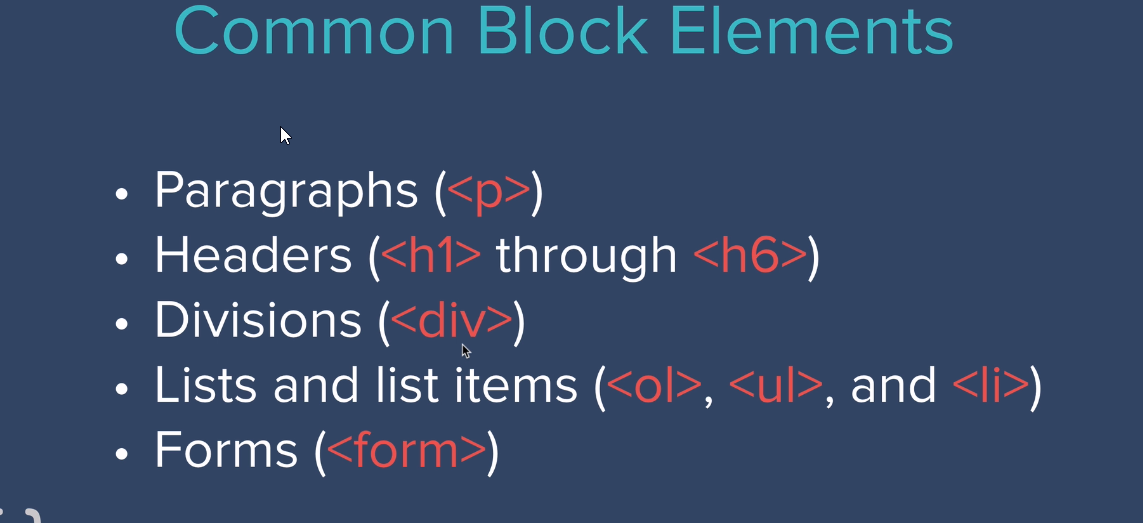 Common Block Elements
• Paragraphs (<p>)
• Headers (<h1> through <h6>)
• Divisions (<div>)
• Lists and list items (<ol>, <ul>, and <li>)
• Forms (<form>)